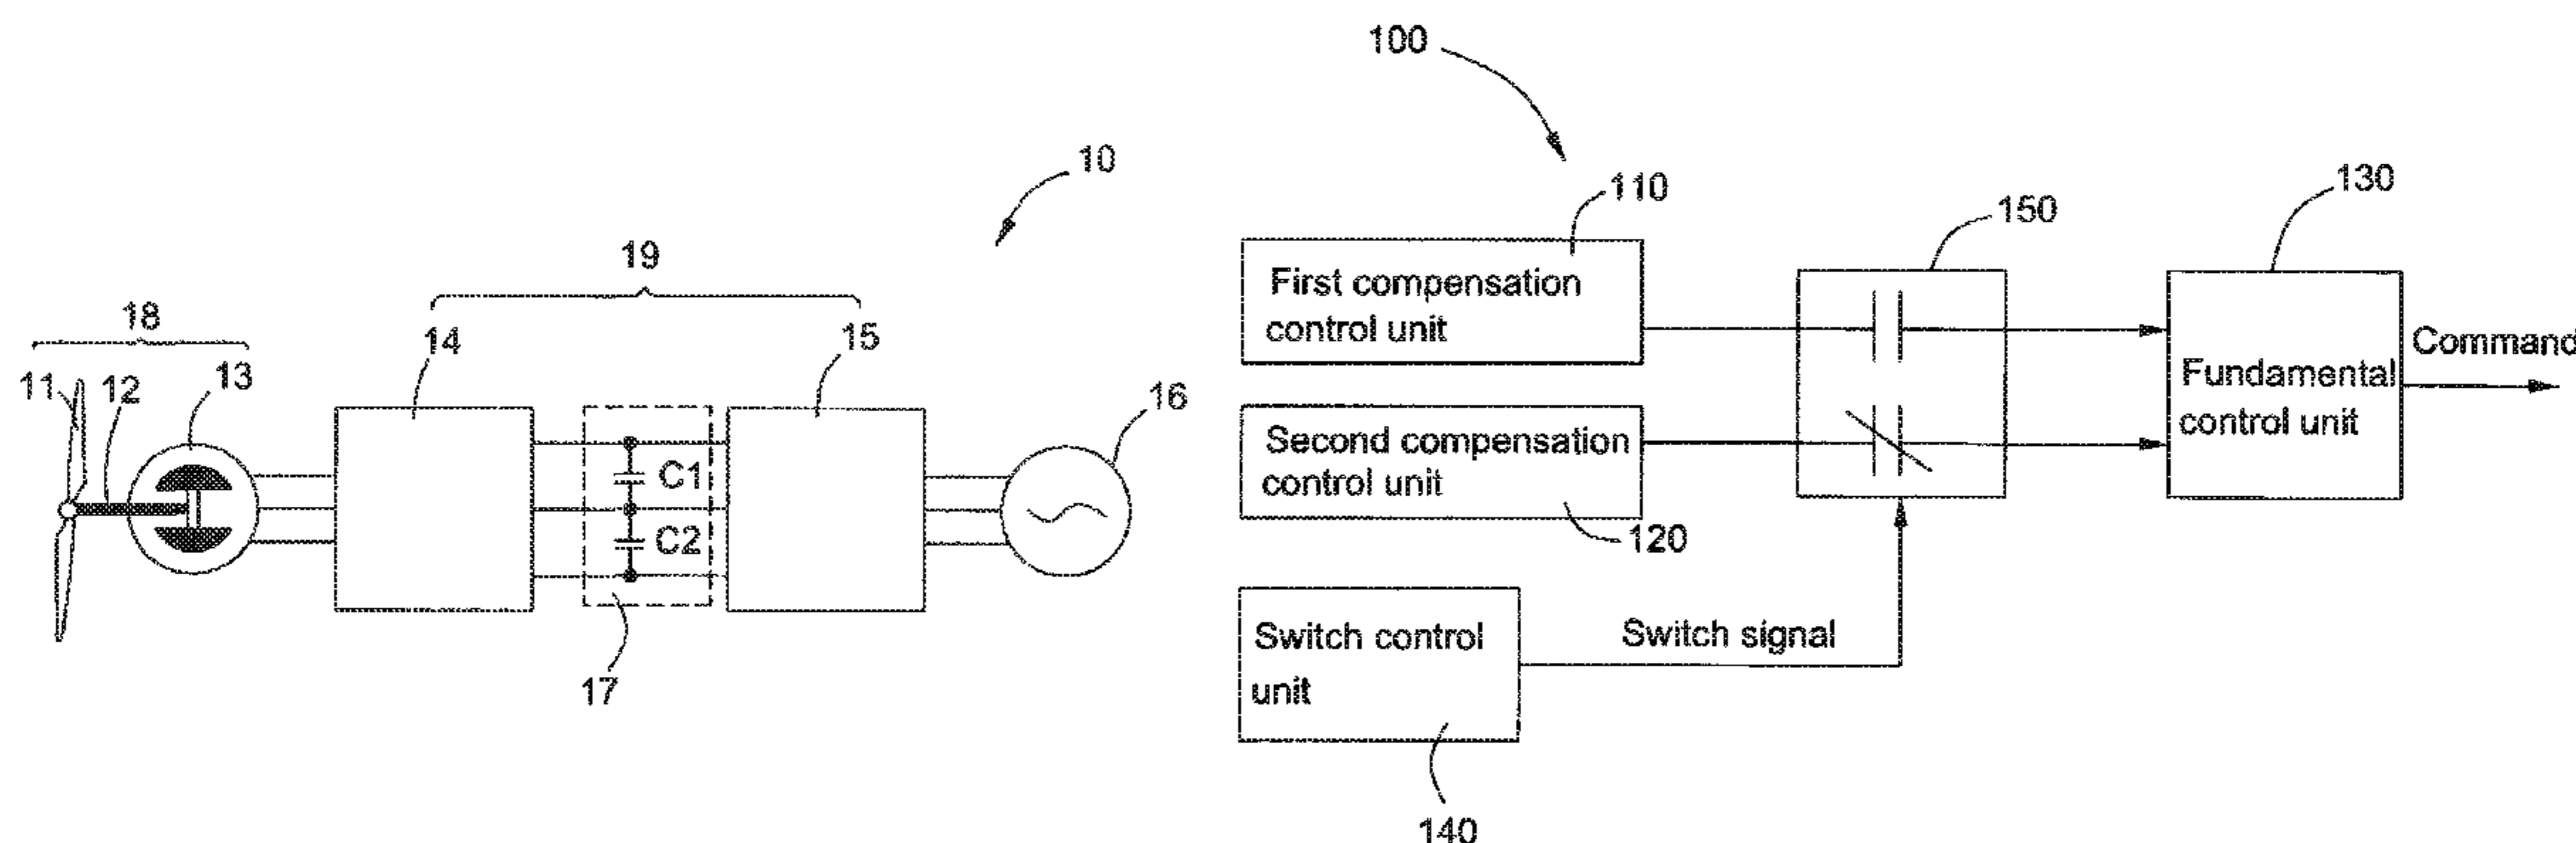 10
19
18
14
15
11
12
13
16
C1
C2
17
100
110
150
130
First compensation
control unit
Second compensation
control unit
120
Fundamental
control unit
Command
Switch control
unit
Switch signal
140